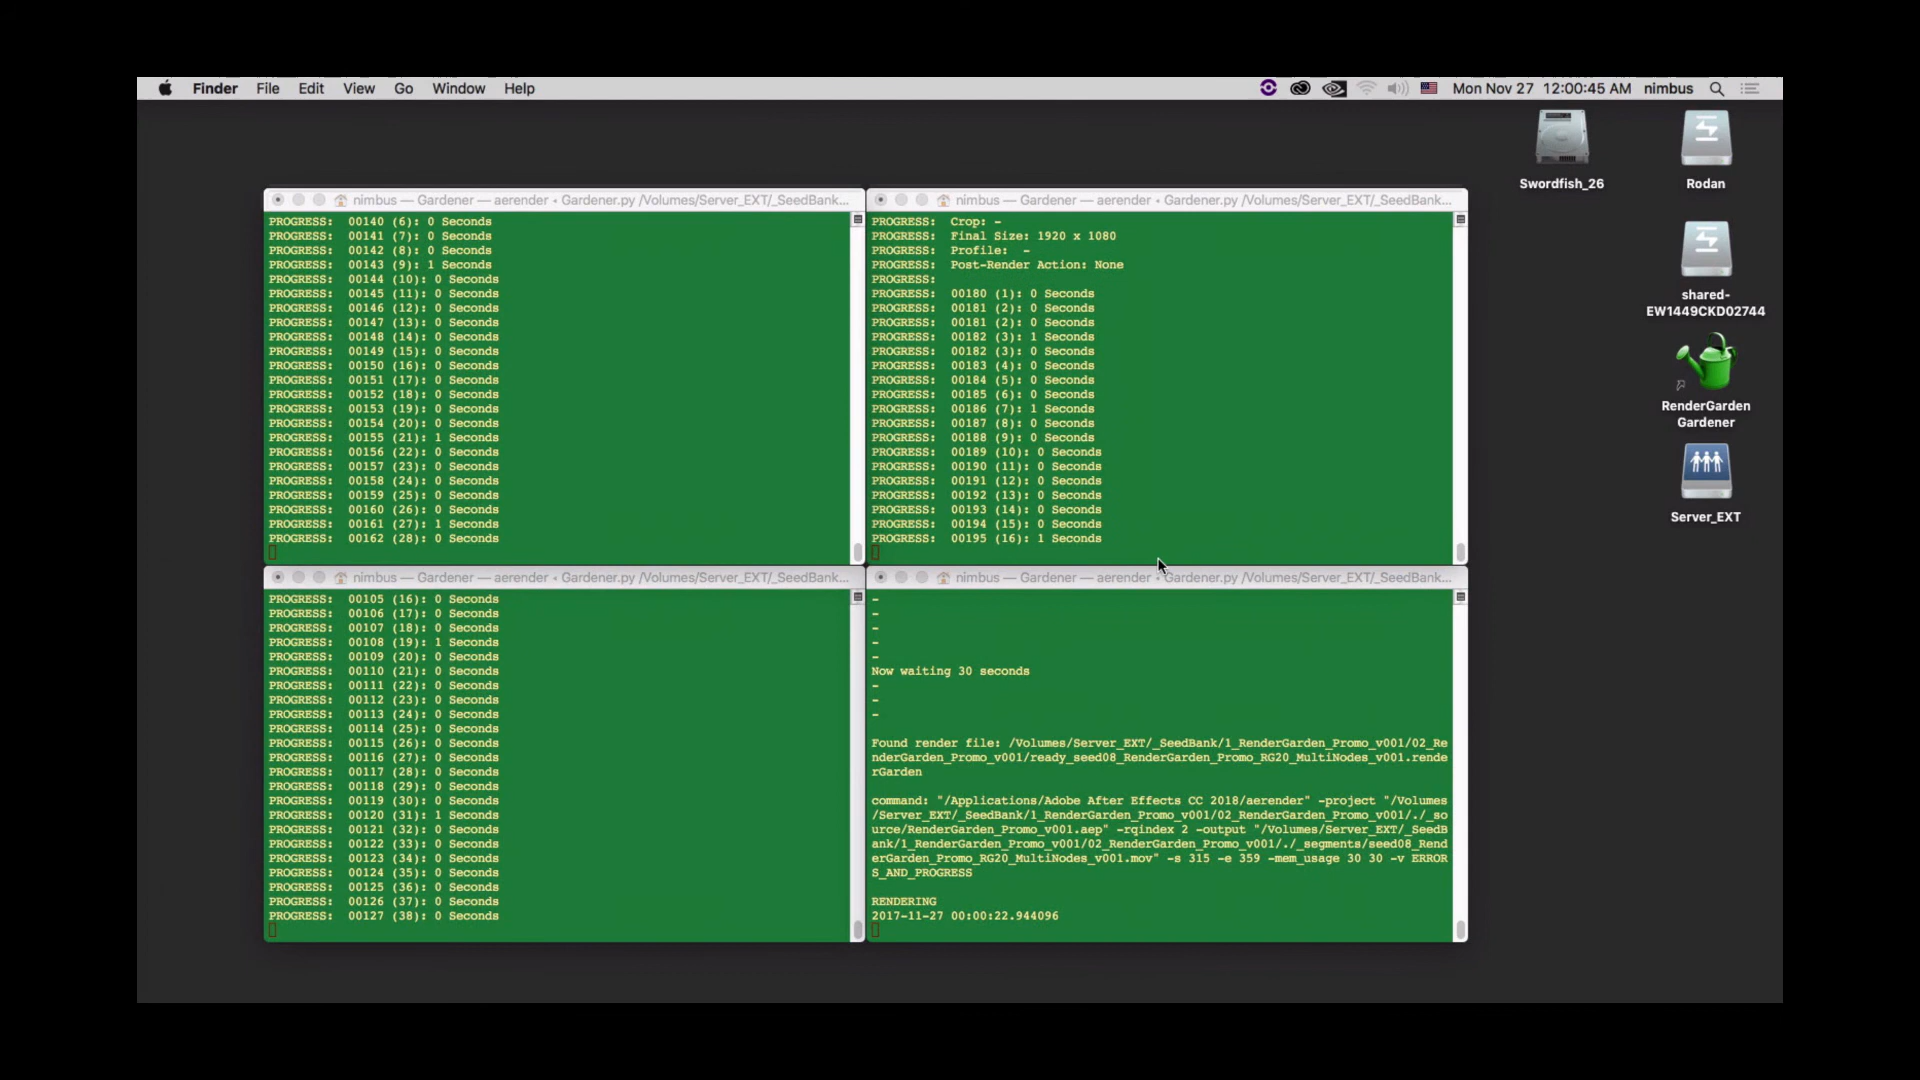 Finder File Edit View Go Window Help
Mon Nov 27 12:00:45 AM nimbus
Swordfish_26
Rodan
shared-
EW1449CKD02744
RenderGarden
Gardener
Server_EXT
nimbus — Gardener — aerender • Gardener.py /Volumes/Server_EXT/_SeedBank...
PROGRESS: 00140 (6): 0 Seconds
PROGRESS: 00141 (7): 0 Seconds
PROGRESS: 00142 (8): 0 Seconds
PROGRESS: 00143 (9): 1 Seconds
PROGRESS: 00144 (10): 0 Seconds
PROGRESS: 00145 (11): 0 Seconds
PROGRESS: 00146 (12): 0 Seconds
PROGRESS: 00147 (13): 0 Seconds
PROGRESS: 00148 (14): 0 Seconds
PROGRESS: 00149 (15): 0 Seconds
PROGRESS: 00150 (16): 0 Seconds
PROGRESS: 00151 (17): 0 Seconds
PROGRESS: 00152 (18): 0 Seconds
PROGRESS: 00153 (19): 0 Seconds
PROGRESS: 00154 (20): 0 Seconds
PROGRESS: 00155 (21): 1 Seconds
PROGRESS: 00156 (22): 0 Seconds
PROGRESS: 00157 (23): 0 Seconds
PROGRESS: 00158 (24): 0 Seconds
PROGRESS: 00159 (25): 0 Seconds
PROGRESS: 00160 (26): 0 Seconds
PROGRESS: 00161 (27): 1 Seconds
PROGRESS: 00162 (28): 0 Seconds
nimbus — Gardener — aerender • Gardener.py /Volumes/Server_EXT/_SeedBank...
PROGRESS: Crop: -
PROGRESS: Final Size: 1920 x 1080
PROGRESS: Profile: -
PROGRESS: Post-Render Action: None
PROGRESS:
PROGRESS: 00180 (1): 0 Seconds
PROGRESS: 00181 (2): 0 Seconds
PROGRESS: 00181 (2): 0 Seconds
PROGRESS: 00182 (3): 1 Seconds
PROGRESS: 00182 (3): 0 Seconds
PROGRESS: 00183 (4): 0 Seconds
PROGRESS: 00184 (5): 0 Seconds
PROGRESS: 00185 (6): 0 Seconds
PROGRESS: 00186 (7): 1 Seconds
PROGRESS: 00187 (8): 0 Seconds
PROGRESS: 00188 (9): 0 Seconds
PROGRESS: 00189 (10): 0 Seconds
PROGRESS: 00190 (11): 0 Seconds
PROGRESS: 00191 (12): 0 Seconds
PROGRESS: 00192 (13): 0 Seconds
PROGRESS: 00193 (14): 0 Seconds
PROGRESS: 00194 (15): 0 Seconds
PROGRESS: 00195 (16): 1 Seconds
nimbus — Gardener — aerender • Gardener.py /Volumes/Server_EXT/_SeedBank...
PROGRESS: 00105 (16): 0 Seconds
PROGRESS: 00106 (17): 0 Seconds
PROGRESS: 00107 (18): 0 Seconds
PROGRESS: 00108 (19): 1 Seconds
PROGRESS: 00109 (20): 0 Seconds
PROGRESS: 00110 (21): 0 Seconds
PROGRESS: 00111 (22): 0 Seconds
PROGRESS: 00112 (23): 0 Seconds
PROGRESS: 00113 (24): 0 Seconds
PROGRESS: 00114 (25): 0 Seconds
PROGRESS: 00115 (26): 0 Seconds
PROGRESS: 00116 (27): 0 Seconds
PROGRESS: 00117 (28): 0 Seconds
PROGRESS: 00118 (29): 0 Seconds
PROGRESS: 00119 (30): 0 Seconds
PROGRESS: 00120 (31): 1 Seconds
PROGRESS: 00121 (32): 0 Seconds
PROGRESS: 00122 (33): 0 Seconds
PROGRESS: 00123 (34): 0 Seconds
PROGRESS: 00124 (35): 0 Seconds
PROGRESS: 00125 (36): 0 Seconds
PROGRESS: 00126 (37): 0 Seconds
PROGRESS: 00127 (38): 0 Seconds
nimbus — Gardener — aerender • Gardener.py /Volumes/Server_EXT/_SeedBank...
-
-
-
-
-
Now waiting 30 seconds
-
-
-
Found render file: /Volumes/Server_EXT/_SeedBank/1_RenderGarden_Promo_v001/02_Re
nderGarden_Promo_v001/ready_seed08_RenderGarden_Promo_RG20_MultiNodes_v001.rende
rGarden
command: "/Applications/Adobe After Effects CC 2018/aerender" -project "/Volumes
/Server_EXT/_SeedBank/1_RenderGarden_Promo_v001/02_RenderGarden_Promo_v001/./_so
urce/RenderGarden_Promo_v001.aep" -rqindex 2 -output "/Volumes/Server_EXT/_SeedB
ank/1_RenderGarden_Promo_v001/02_RenderGarden_Promo_v001/./_segments/seed08_Rend
erGarden_Promo_RG20_MultiNodes_v001.mov" -s 315 -e 359 -mem_usage 30 30 -v ERROR
S_AND_PROGRESS
RENDERING
2017-11-27 00:00:22.944096